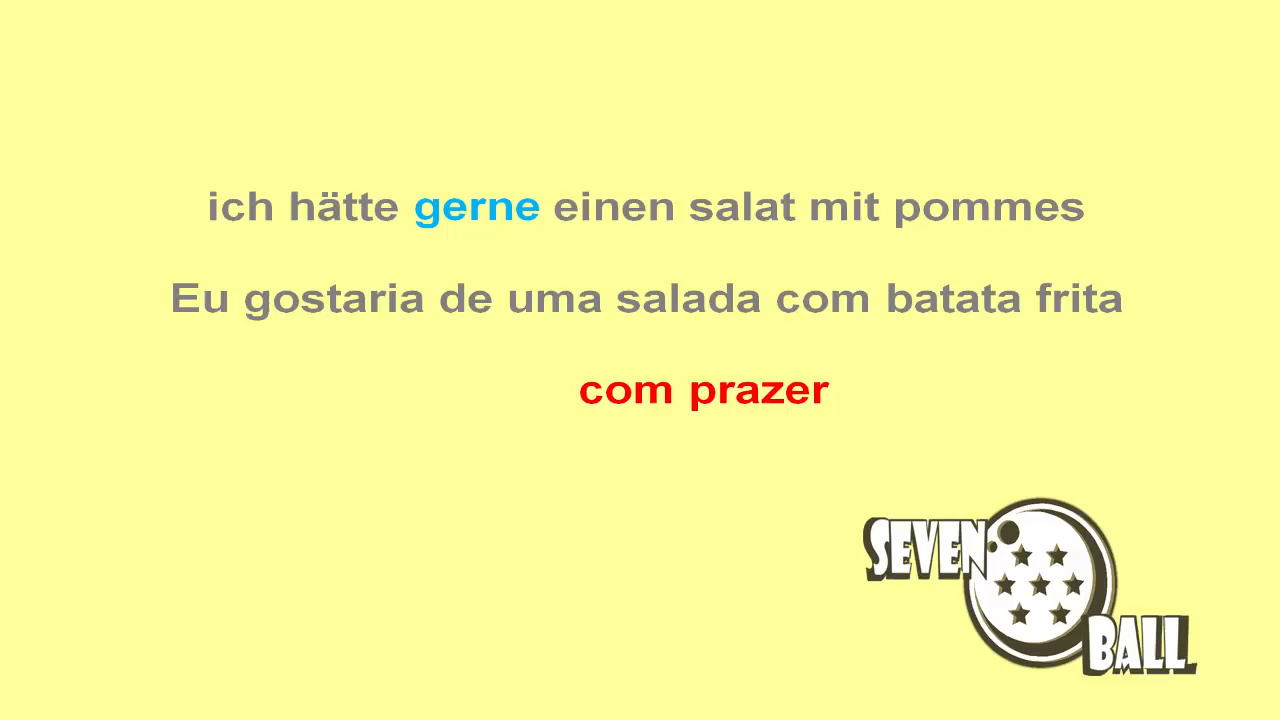 ich hätte gerne einen salat mit pommes
Eu gostaria de uma salada com batata frita
com prazer
SEVEN
BALL